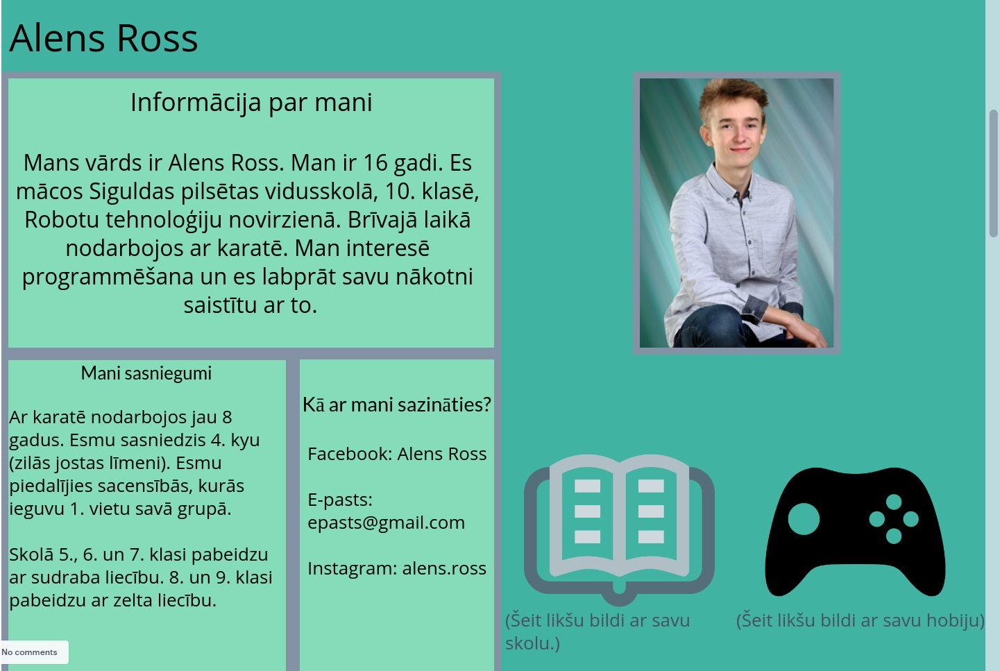 Alens Ross
Informācija par mani
Mans vārds ir Alens Ross. Man ir 16 gadi. Es
mācos Siguldas pilsētas vidusskolā, 10. klasē,
Robotu tehnoloģiju novirzienā. Brīvajā laikā
nodarbojos ar karatē. Man interesē
programmēšana un es labprāt savu nākotni
saistītu ar to.
Mani sasniegumi
Ar karatē nodarbojos jau 8
gadus. Esmu sasniedzis 4. kyu
(zilās jostas līmeni). Esmu
piedalījies sacensībās, kurās
ieguvu 1. vietu savā grupā.
Skolā 5., 6. un 7. klasi pabeidzu
ar sudraba liecību. 8. un 9. klasi
pabeidzu ar zelta liecību.
Kā ar mani sazināties?
Facebook: Alens Ross
E-pasts:
epasts@gmail.com
Instagram: alens.ross
(Šeit likšu bildi ar savu
skolu.)
(Šeit likšu bildi ar savu hobiju)
No comments